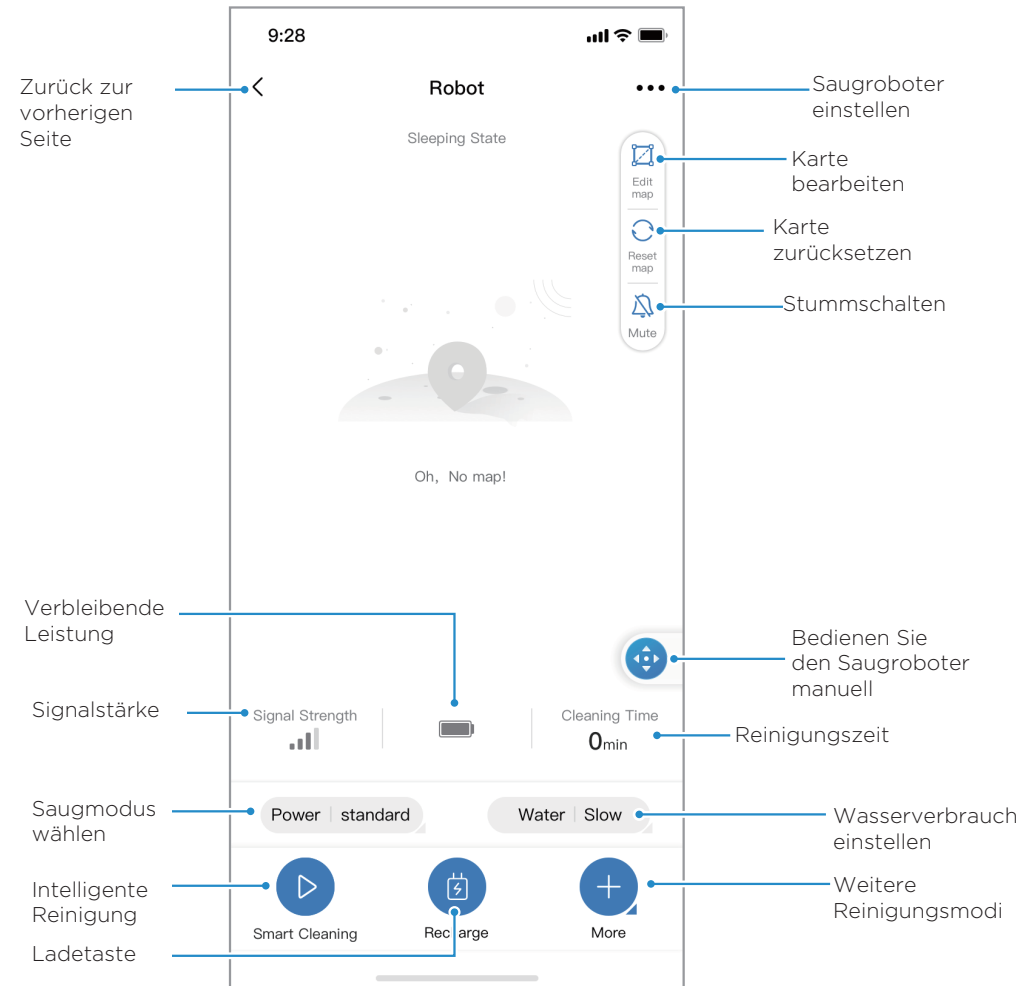 9:28
Zurück zur
vorherigen
Seite
Robot
Saugroboter
einstellen
Sleeping State
Edit
map
Karte
bearbeiten
Reset
map
Karte
zurücksetzen
Mute
Stummschalten
Oh, No map!
Verbleibende
Leistung
Bedienen Sie
den Saugroboter
manuell
Signalstärke
Signal Strength
Cleaning Time
0min
Reinigungszeit
Saugmodus
wählen
Power | standard
Water | Slow
Wasserverbrauch
einstellen
Intelligente
Reinigung
Weitere
Reinigungsmodi
Smart Cleaning
Recharge
More
Ladetaste